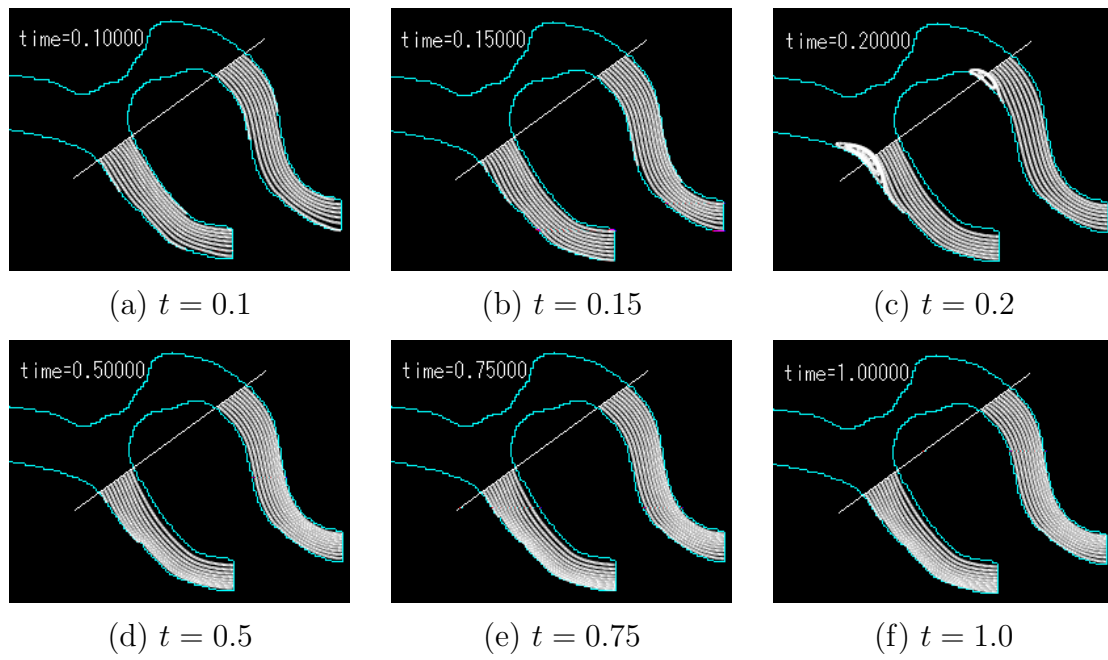 time=0.10000
time=0.15000
time=0.20000
(a) t = 0.1
(b) t = 0.15
(c) t = 0.2
time=0.50000
time=0.75000
time=1.00000
(d) t = 0.5
(e) t = 0.75
(f) t = 1.0